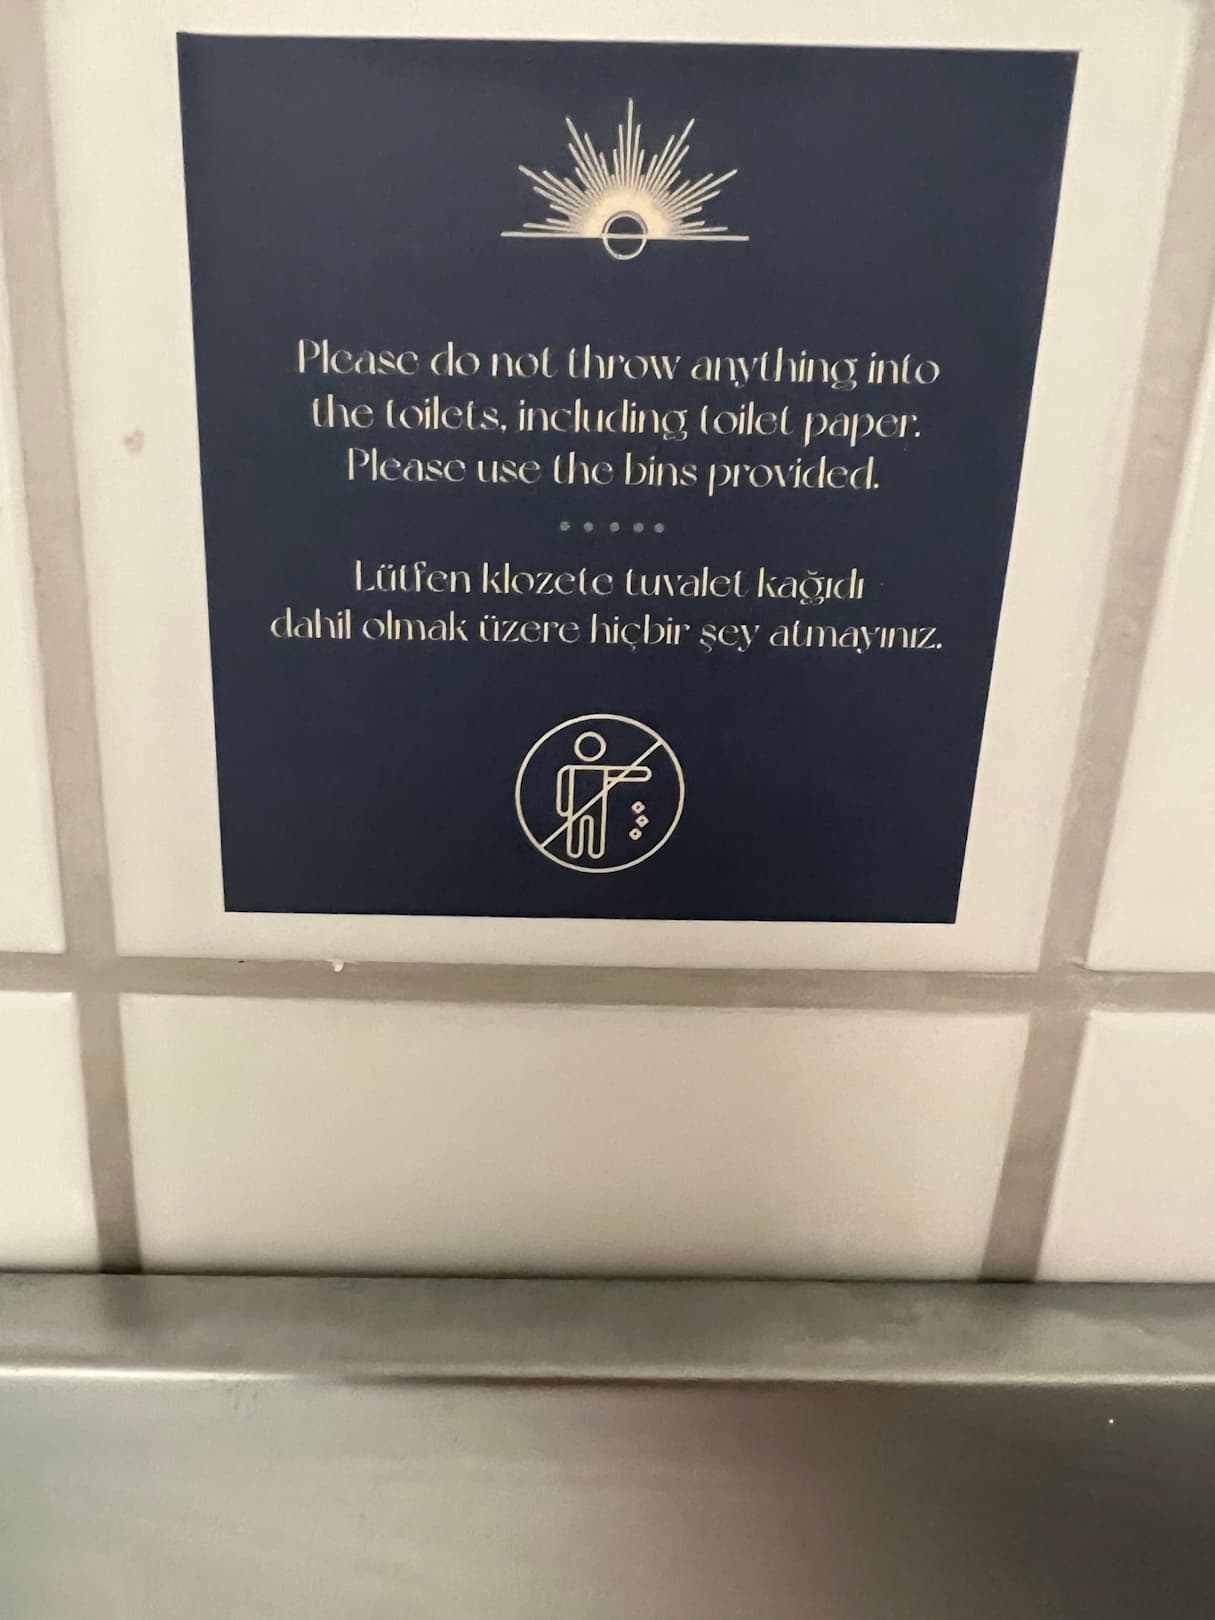 Please do not throw anything into
the toilets, including toilet paper.
Please use the bins provided.
Lütfen klozete tuvalet kağıdı
dahil olmak üzere hiçbir şey atmayınız.